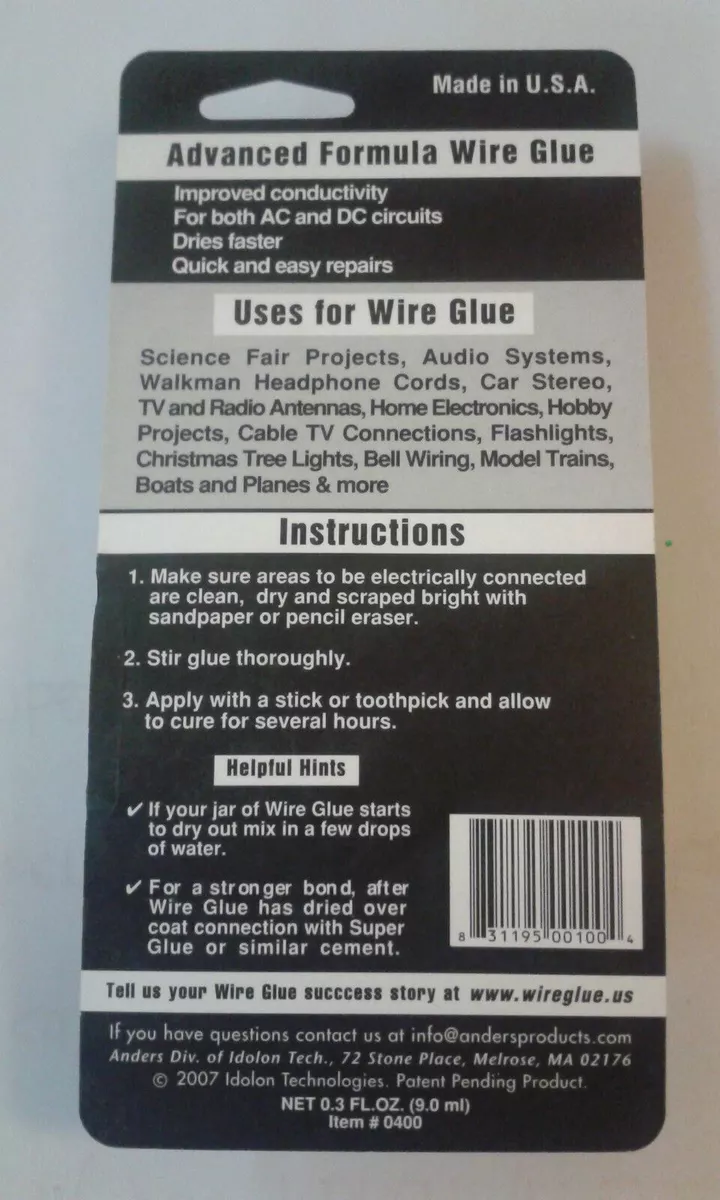 Made in U.S.A.
Advanced Formula Wire Glue
Improved conductivity
For both AC and DC circuits
Dries faster
Quick and easy repairs
Uses for Wire Glue
Science Fair Projects, Audio Systems,
Walkman Headphone Cords, Car Stereo,
TV and Radio Antennas, Home Electronics, Hobby
Projects, Cable TV Connections, Flashlights,
Christmas Tree Lights, Bell Wiring, Model Trains,
Boats and Planes & more
Instructions
1. Make sure areas to be electrically connected
are clean, dry and scraped bright with
sandpaper or pencil eraser.
2. Stir glue thoroughly.
3. Apply with a stick or toothpick and allow
to cure for several hours.
Helpful Hints
✔ If your jar of Wire Glue starts
to dry out mix in a few drops
of water.
✔ For a stronger bond, after
Wire Glue has dried over
coat connection with Super
Glue or similar cement.
8 31195 00100 4
Tell us your Wire Glue succcess story at www.wireglue.us
If you have questions contact us at info@andersproducts.com
Anders Div. of Idolon Tech., 72 Stone Place, Melrose, MA 02176
© 2007 Idolon Technologies. Patent Pending Product.
NET 0.3 FL.OZ. (9.0 ml)
Item # 0400